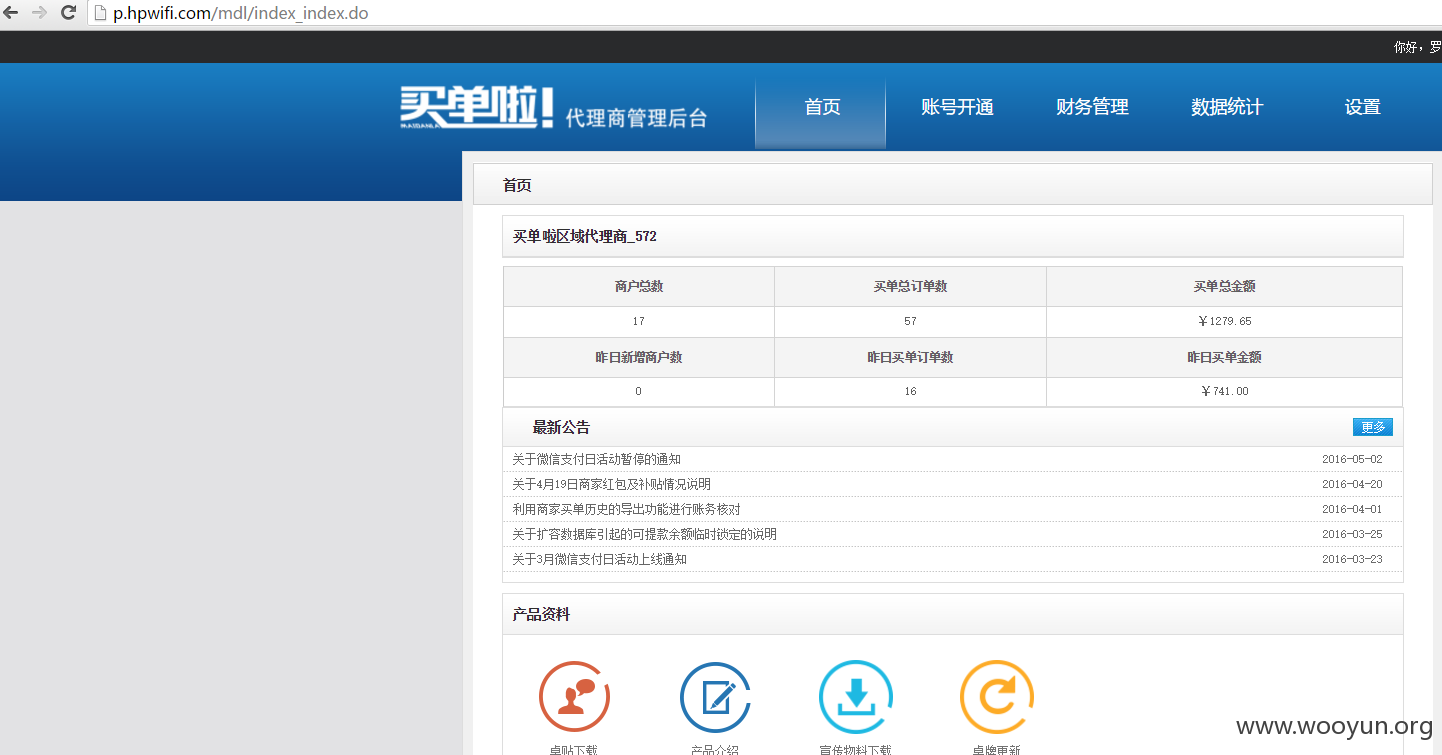 p.hpwifi.com/mdl/index_index.do
你好，罗
买单啦! 代理商管理后台 首页 账号开通 财务管理 数据统计 设置
MAIDANLA
首页
买单啦区域代理商_572
商户总数 买单总订单数 买单总金额
17 57 ￥1279.65
昨日新增商户数 昨日买单订单数 昨日买单金额
0 16 ￥741.00
最新公告 更多
关于微信支付日活动暂停的通知 2016-05-02
关于4月19日商家红包及补贴情况说明 2016-04-20
利用商家买单历史的导出功能进行账务核对 2016-04-01
关于扩容数据库引起的可提款余额临时锁定的说明 2016-03-25
关于3月微信支付日活动上线通知 2016-03-23
产品资料
桌贴下载 产品介绍 宣传物料下载 桌牌更新
www.wooyun.org